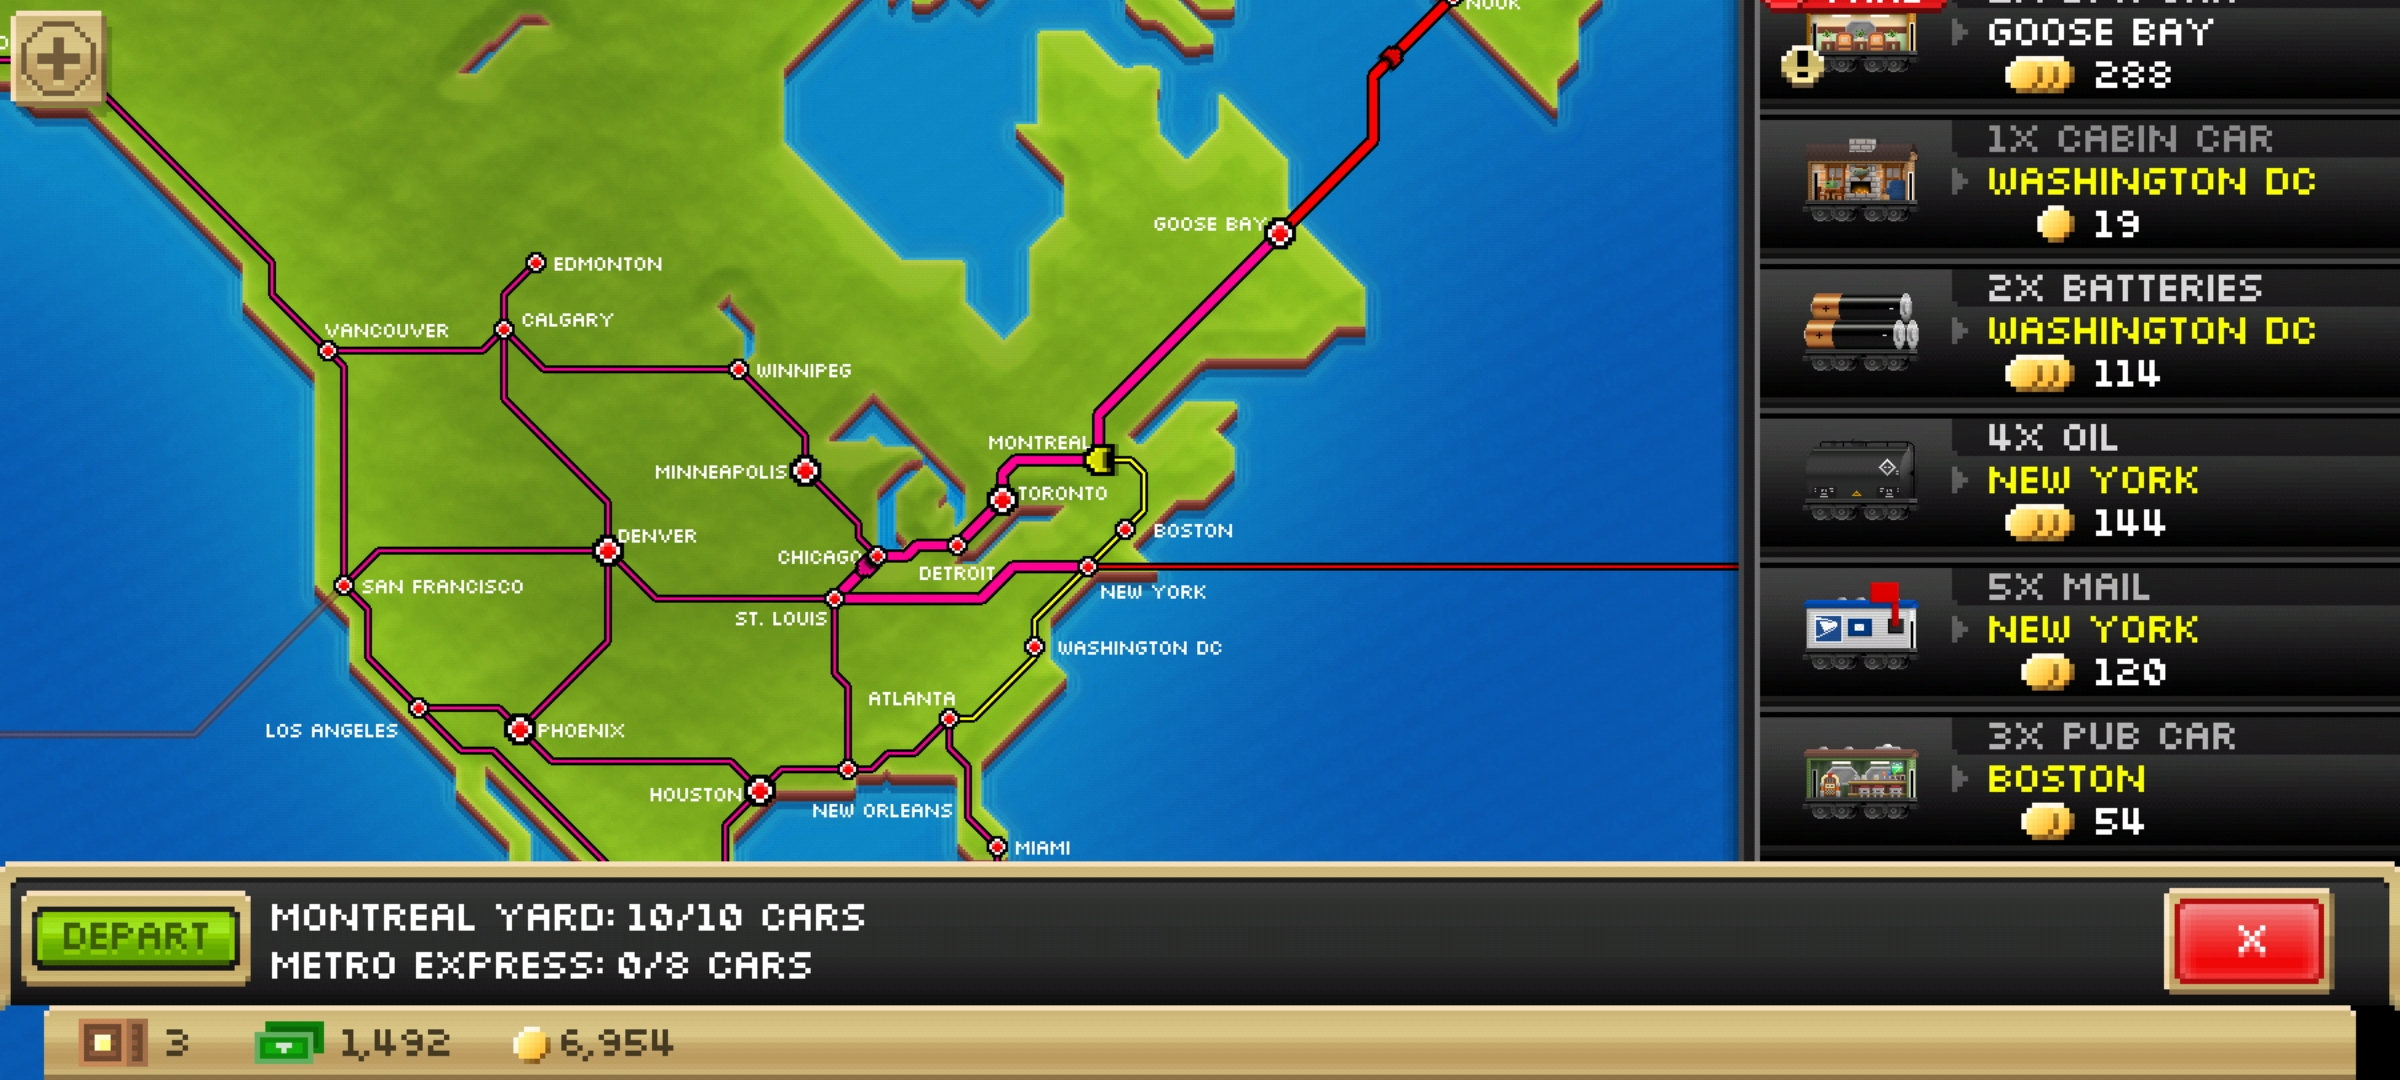 NUUK
GOOSE BAY
EDMONTON
CALGARY
VANCOUVER
WINNIPEG
MONTREAL
MINNEAPOLIS
TORONTO
BOSTON
DENVER
CHICAGO
DETROIT
SAN FRANCISCO
NEW YORK
ST. LOUIS
WASHINGTON DC
ATLANTA
LOS ANGELES
PHOENIX
HOUSTON
NEW ORLEANS
MIAMI
GOOSE BAY
288
1X CABIN CAR
WASHINGTON DC
19
2X BATTERIES
WASHINGTON DC
114
4X OIL
NEW YORK
144
5X MAIL
NEW YORK
120
3X PUB CAR
BOSTON
54
DEPART
MONTREAL YARD: 10/10 CARS
METRO EXPRESS: 0/8 CARS
X
3
1,492
6,954